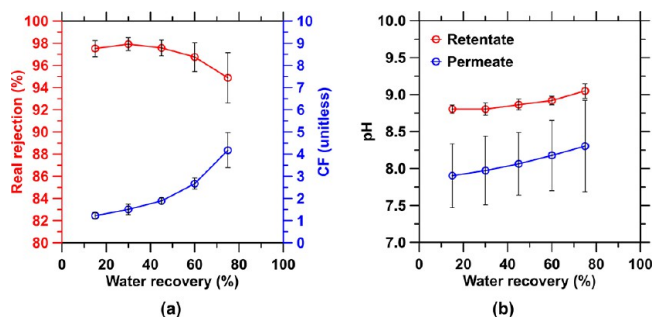 100
98
96
94
92
90
88
86
84
82
80
Real rejection (%)
10
9
8
7
6
5
4
3
2
1
0
CF (unitless)
0 20 40 60 80 100
Water recovery (%)
(a)
10.0
9.5
9.0
8.5
8.0
7.5
7.0
pH
Retentate
Permeate
0 20 40 60 80 100
Water recovery (%)
(b)